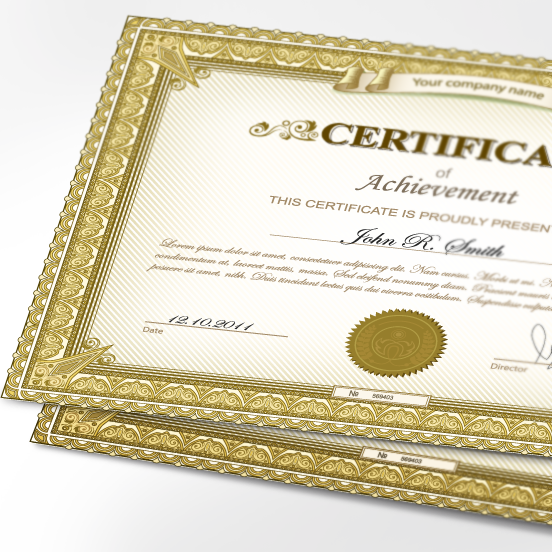 Your company name
CERTIFICA
of
Achievement
THIS CERTIFICATE IS PROUDLY PRESEN
John R. Smith
Lorem ipsum dolor sit amet, consectetuer adipiscing elit. Nam cursus. Morbi ut mi. N
condimentum at, laoreet mattis, massa. Sed eleifend nonummy diam. Praesent mauris
posuere sit amet, nibh. Duis tincidunt lectus quis dui viverra vestibulum. Suspendisse vulput
12.10.2011
Date
Director
№ 569403
№ 569403